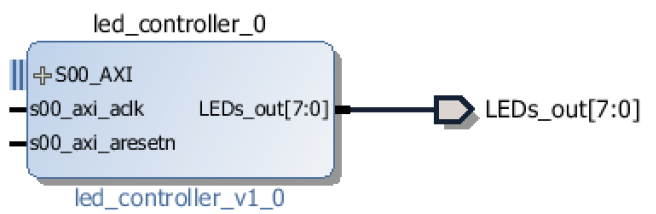 led_controller_0
S00_AXI
s00_axi_aclk
LEDs_out[7:0]
LEDs_out[7:0]
s00_axi_aresetn
led_controller_v1_0